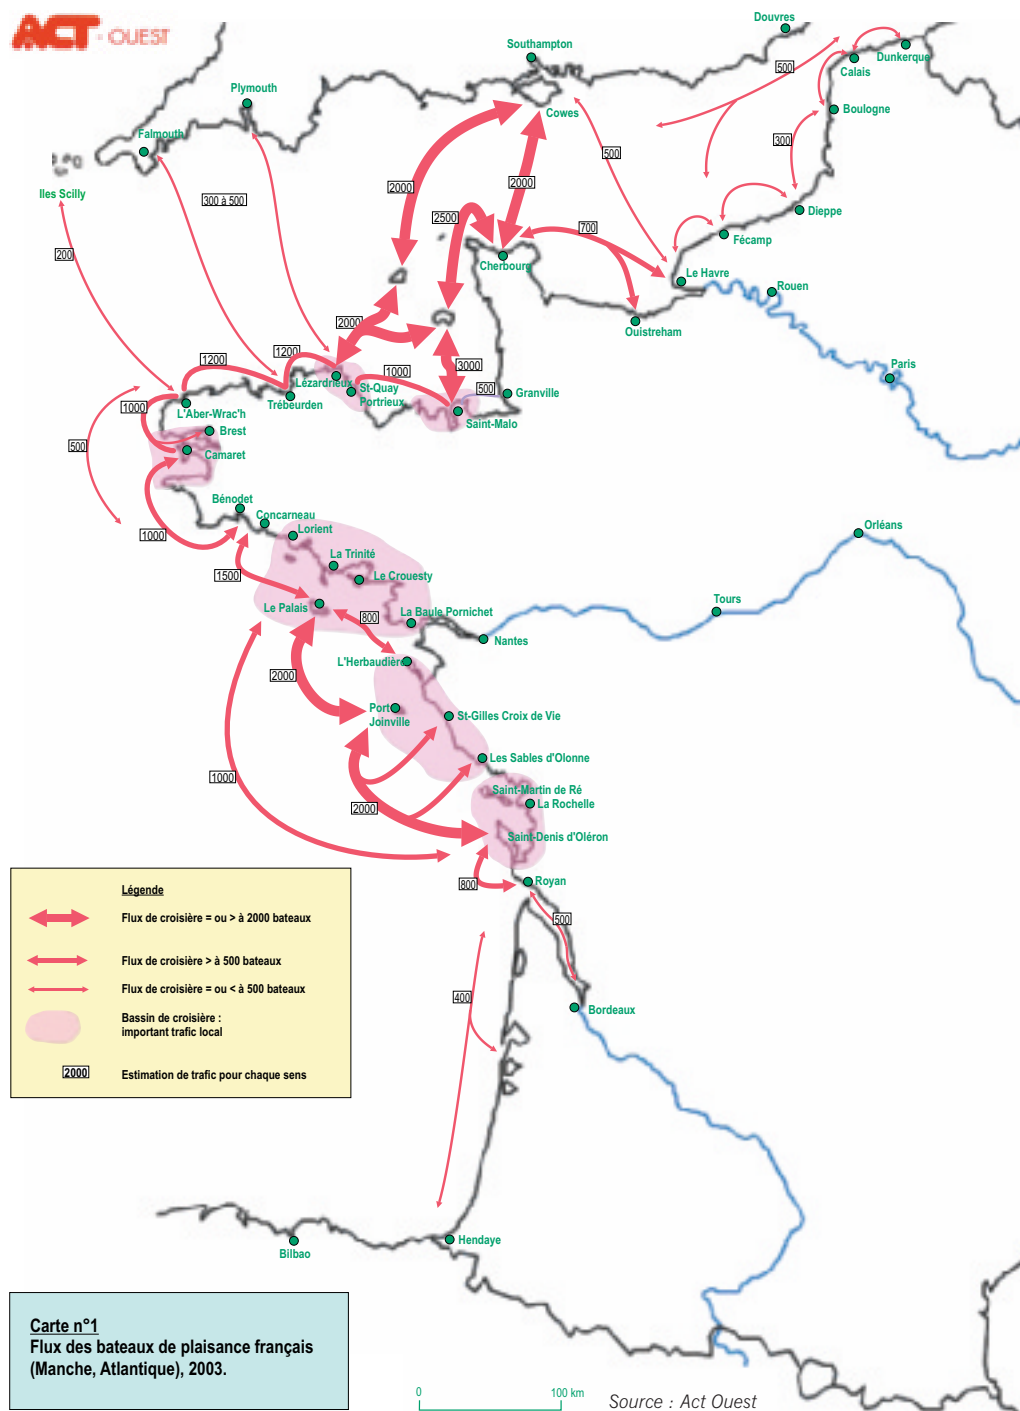 ACT OUEST
Douvres
Southampton
Dunkerque
Calais
500
Plymouth
Cowes
Boulogne
Falmouth
300
500
2000
2000
Iles Scilly
300 à 500
Dieppe
2500
700
Fécamp
200
Cherbourg
Le Havre
Rouen
2000
Ouistreham
1200
1200
1000
3000
Paris
Lézardrieux
St-Quay
Portrieux
500
Granville
Trébeurden
L'Aber-Wrac'h
1000
Saint-Malo
Brest
500
Camaret
Bénodet
Concarneau
1000
Lorient
Orléans
La Trinité
1500
Le Crouesty
Le Palais
Tours
800
La Baule Pornichet
Nantes
L'Herbaudière
2000
Port
Joinville
St-Gilles Croix de Vie
Les Sables d'Olonne
1000
Saint-Martin de Ré
La Rochelle
2000
Saint-Denis d'Oléron
800
Royan
500
400
Bordeaux
Légende
Flux de croisière = ou > à 2000 bateaux
Flux de croisière > à 500 bateaux
Flux de croisière = ou < à 500 bateaux
Bassin de croisière :
important trafic local
2000
Estimation de trafic pour chaque sens
Bilbao
Hendaye
Carte n°1
Flux des bateaux de plaisance français
(Manche, Atlantique), 2003.
0
100 km
Source : Act Ouest